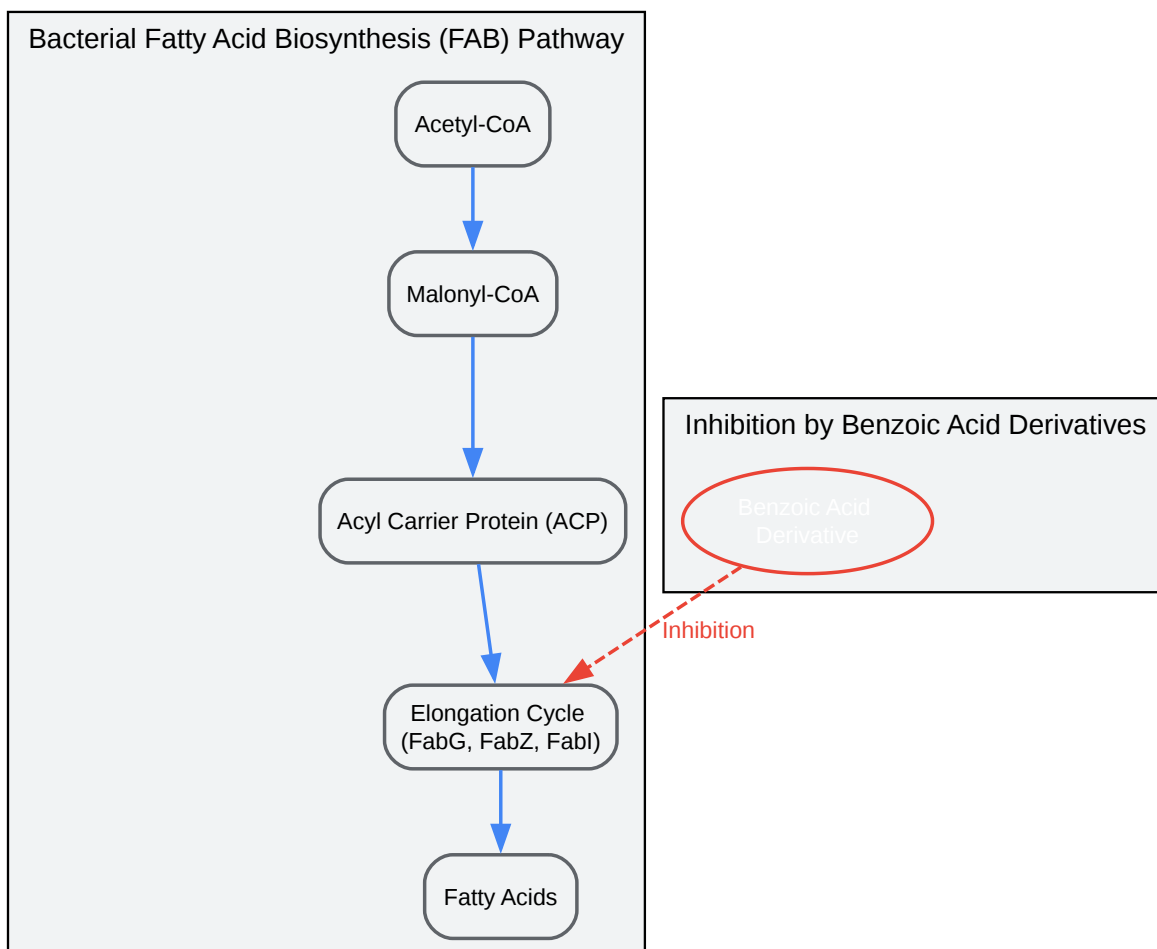 Bacterial Fatty Acid Biosynthesis (FAB) Pathway
Acetyl-CoA
Malonyl-CoA
Inhibition by Benzoic Acid Derivatives
Benzoic Acid
Derivative
Acyl Carrier Protein (ACP)
Inhibition
Elongation Cycle
(FabG, FabZ, FabI)
Fatty Acids